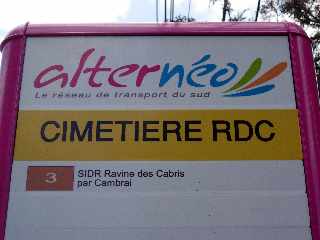 alternéo
Le réseau de transport du sud
CIMETIERE RDC
3 SIDR Ravine des Cabris
par Cambrai